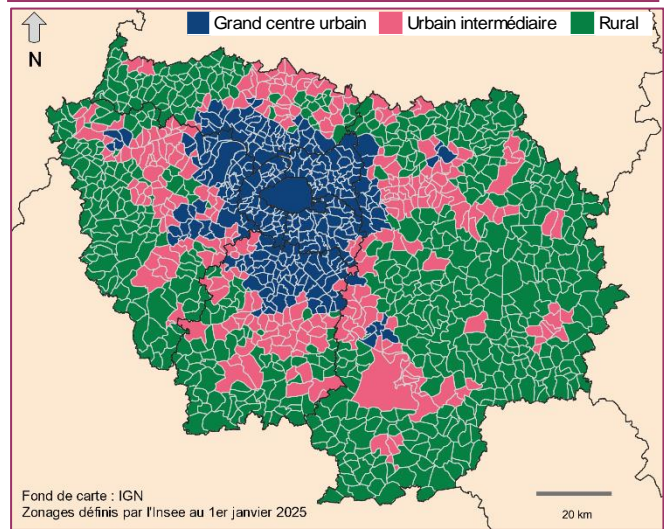 Grand centre urbain Urbain intermédiaire Rural
N
Fond de carte : IGN
Zonages définis par l'Insee au 1er janvier 2025
20 km